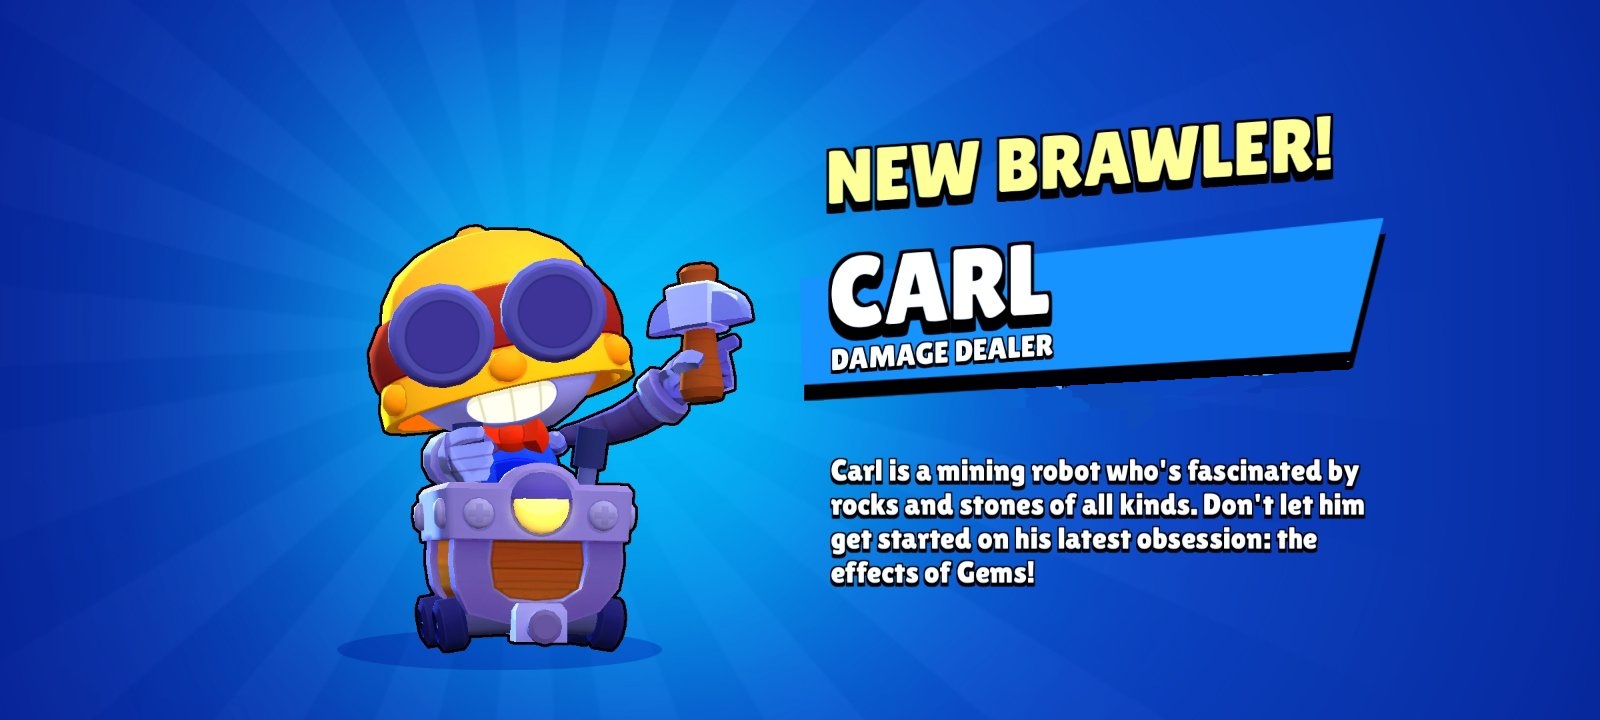 NEW BRAWLER!
CARL
DAMAGE DEALER
Carl is a mining robot who's fascinated by
rocks and stones of all kinds. Don't let him
get started on his latest obsession: the
effects of Gems!